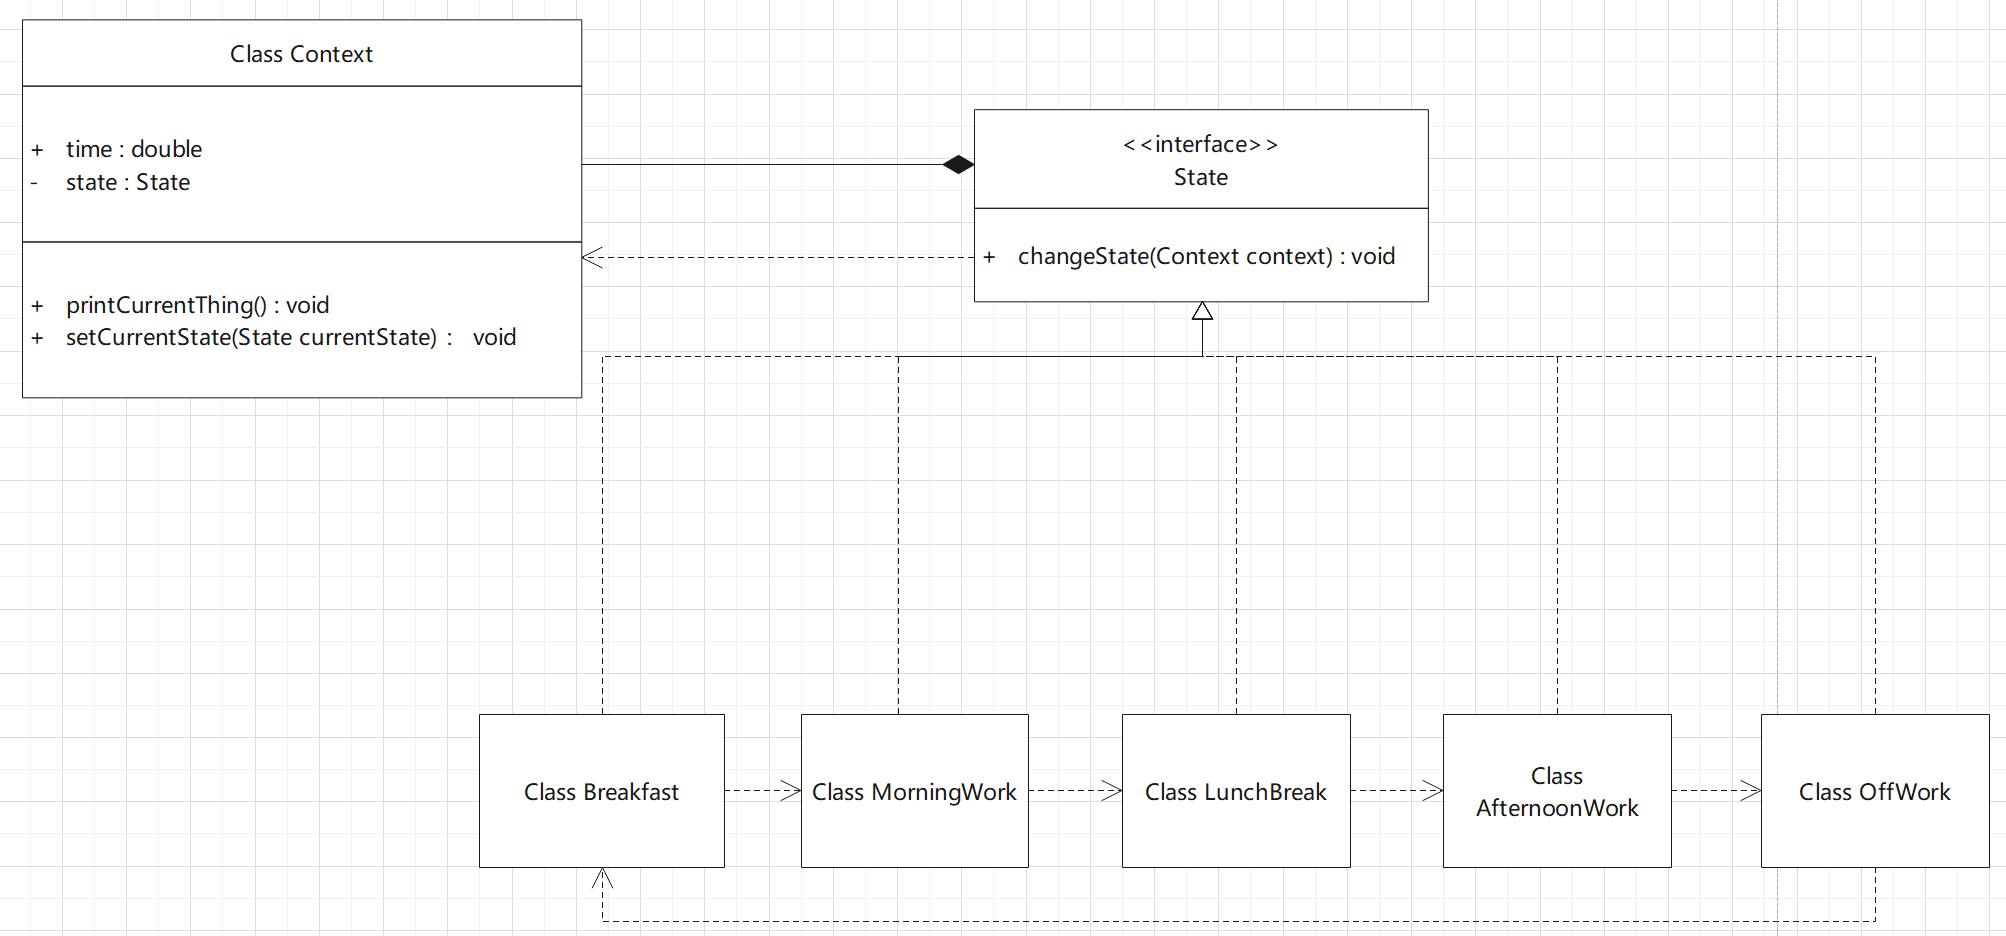 Class Context
+ time : double
- state : State
+ printCurrentThing() : void
+ setCurrentState(State currentState) : void
<<interface>>
State
+ changeState(Context context) : void
Class Breakfast
Class MorningWork
Class LunchBreak
Class
AfternoonWork
Class OffWork